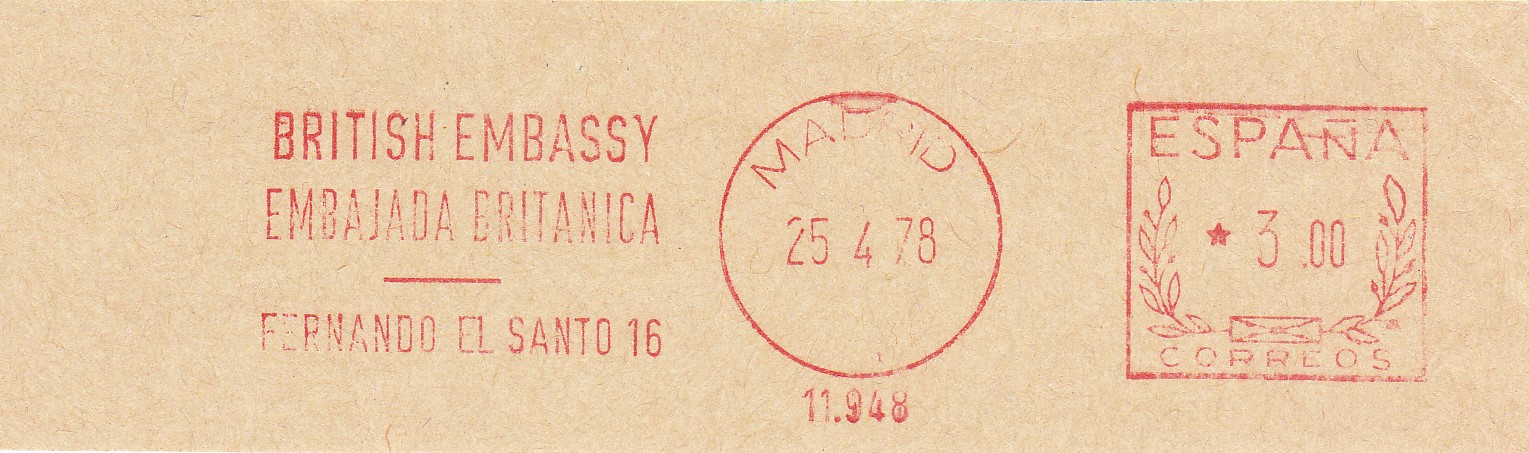 BRITISH EMBASSY
EMBAJADA BRITANICA
FERNANDO EL SANTO 16
MADRID
25 4 78
11.948
ESPAÑA
* 3.00
CORREOS